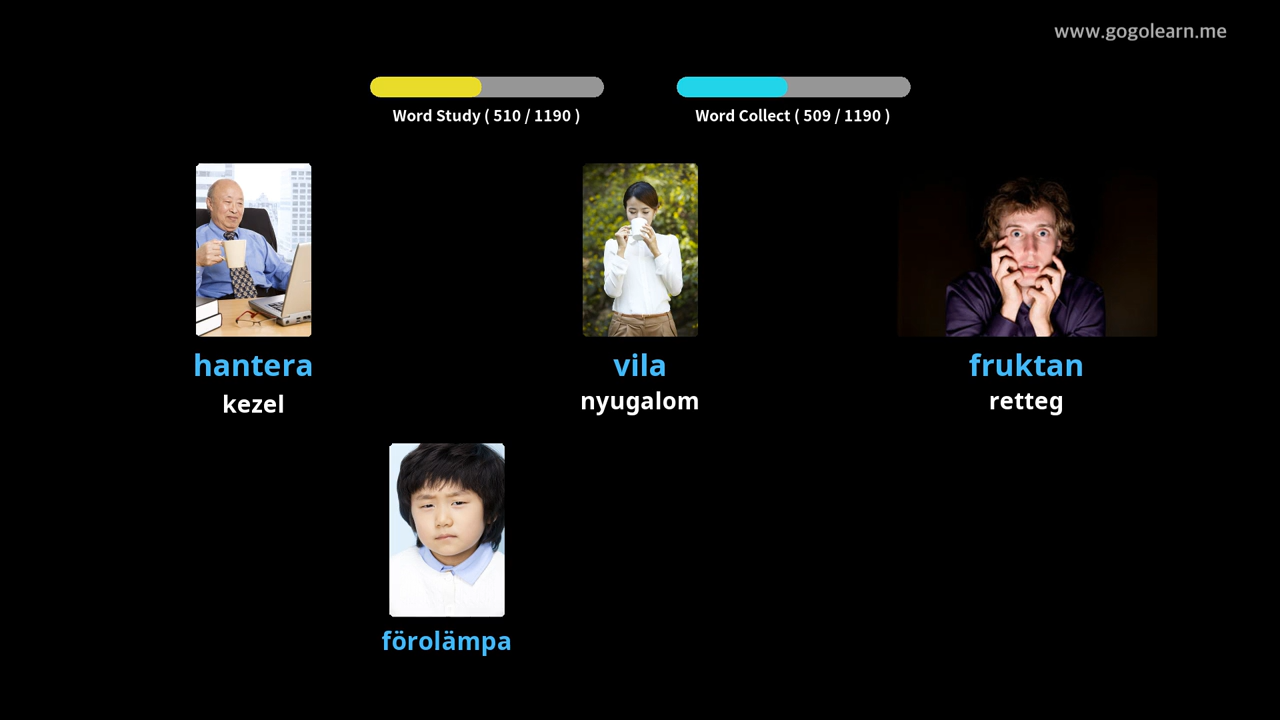 www.gogolearn.me
Word Study ( 510 / 1190 )
Word Collect ( 509 / 1190 )
hantera
kezel
vila
nyugalom
fruktan
retteg
förolämpa